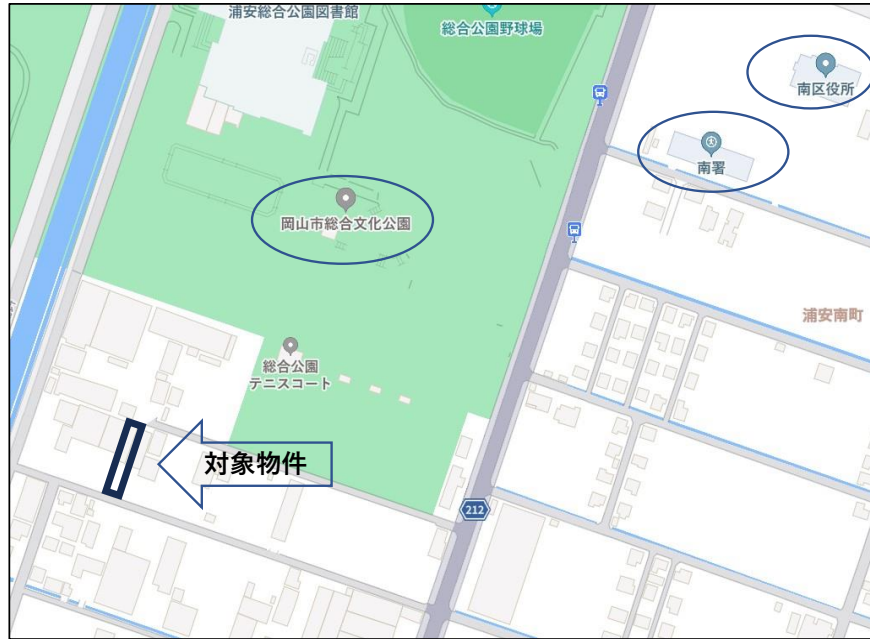 浦安総合公園図書館
総合公園野球場
南区役所
南署
岡山市総合文化公園
浦安南町
総合公園
テニスコート
対象物件
212